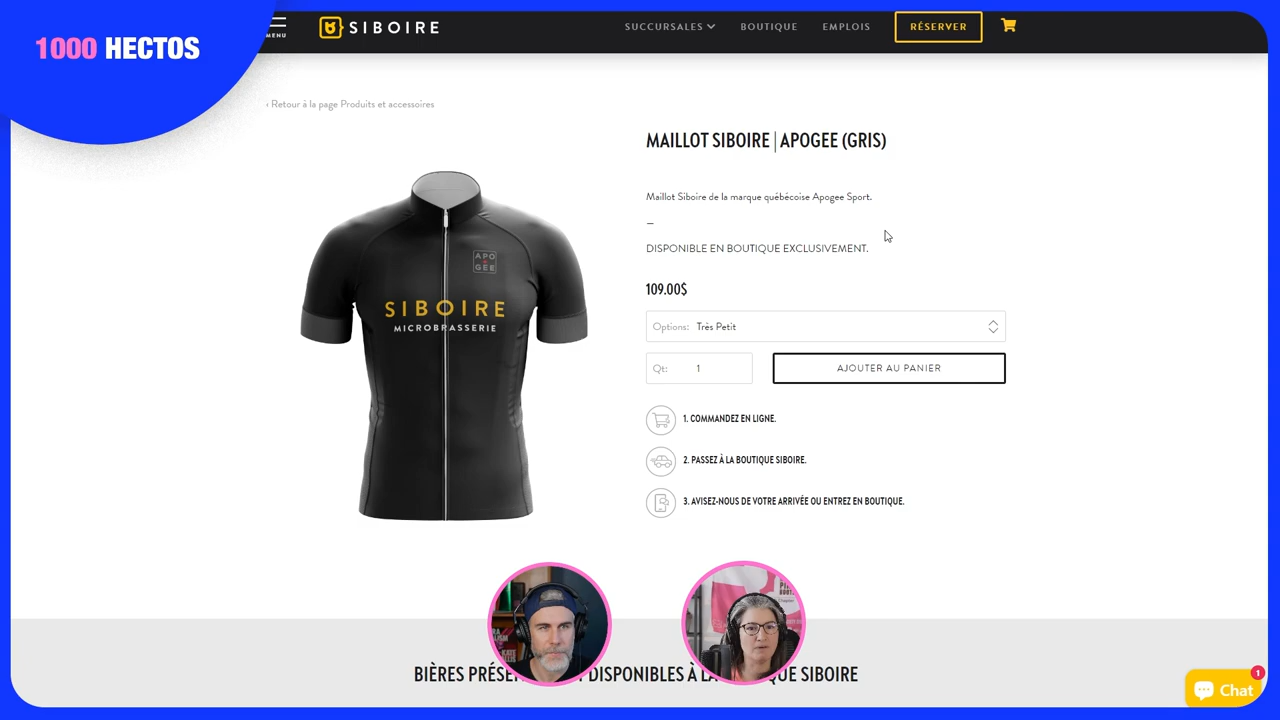 1000 HECTOS
MENU
SIBOIRE
SUCCURSALES
BOUTIQUE
EMPLOIS
RÉSERVER
‹ Retour à la page Produits et accessoires
MAILLOT SIBOIRE | APOGEE (GRIS)
Maillot Siboire de la marque québécoise Apogee Sport.
—
DISPONIBLE EN BOUTIQUE EXCLUSIVEMENT.
109.00$
Options: Très Petit
Qt: 1
AJOUTER AU PANIER
1. COMMANDEZ EN LIGNE.
2. PASSEZ À LA BOUTIQUE SIBOIRE.
3. AVISEZ-NOUS DE VOTRE ARRIVÉE OU ENTREZ EN BOUTIQUE.
APO
GEE
SIBOIRE
MICROBRASSERIE
BIÈRES DISPONIBLES À SIBOIRE
Chat
1